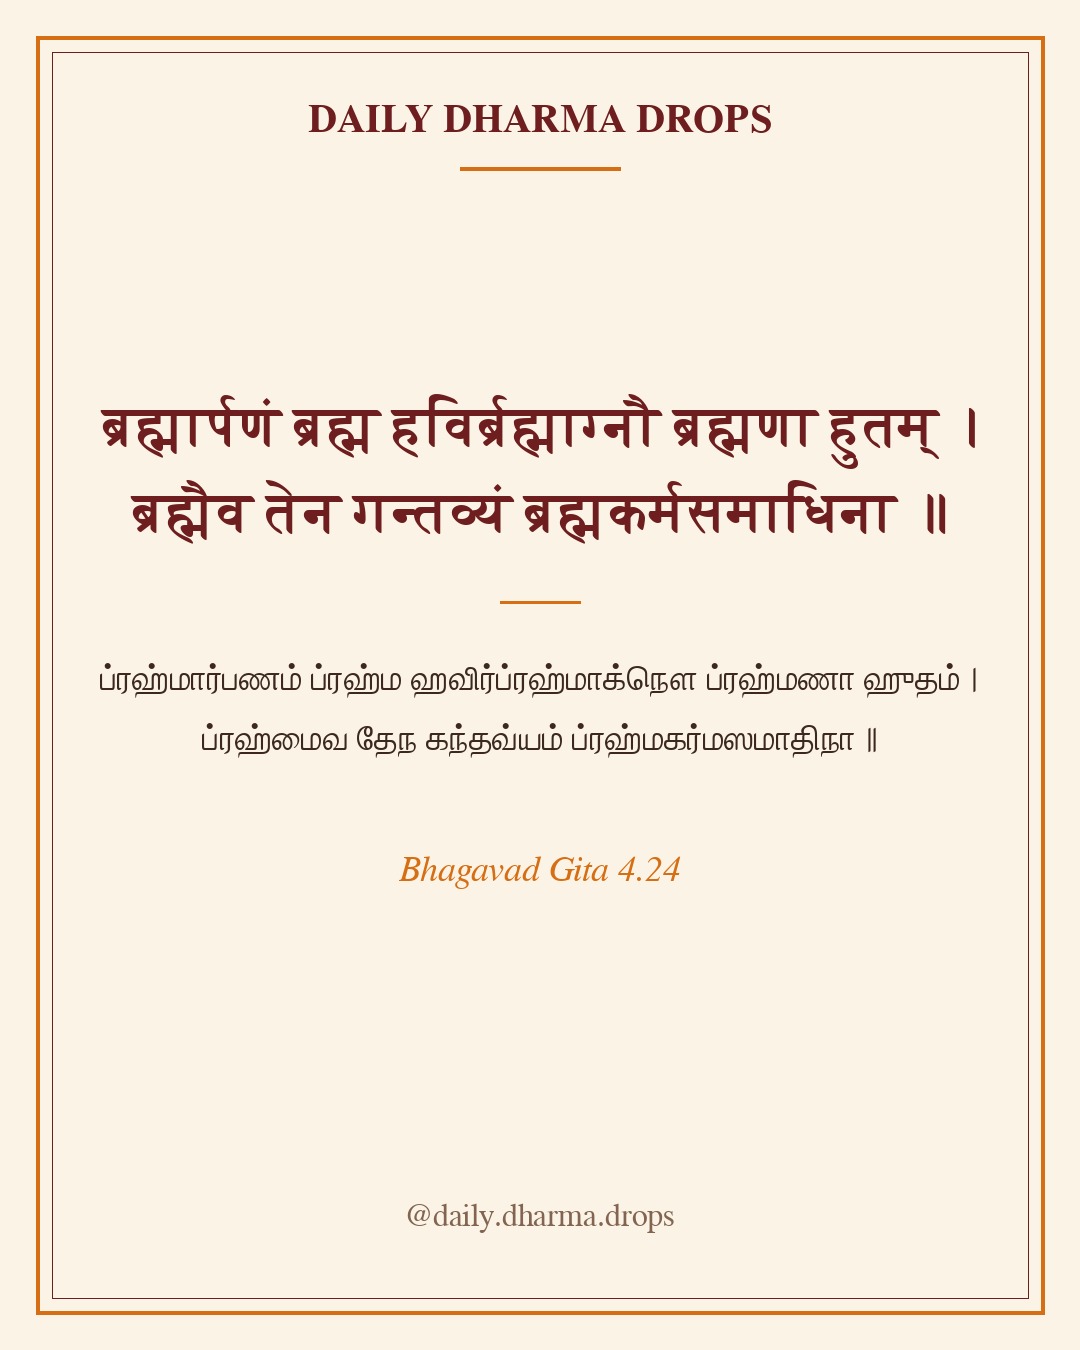 DAILY DHARMA DROPS
ब्रह्मार्पणं ब्रह्म हविर्ब्रह्माग्नौ ब्रह्मणा हुतम् ।
ब्रह्मैव तेन गन्तव्यं ब्रह्मकर्मसमाधिना ॥
ப்ரஹ்மார்பணம் ப்ரஹ்ம ஹவிர்ப்ரஹ்மாக்நௌ ப்ரஹ்மணா ஹுதம் |
ப்ரஹ்மைவ தேந கந்தவ்யம் ப்ரஹ்மகர்மஸமாதிநா ||
Bhagavad Gita 4.24
@daily.dharma.drops